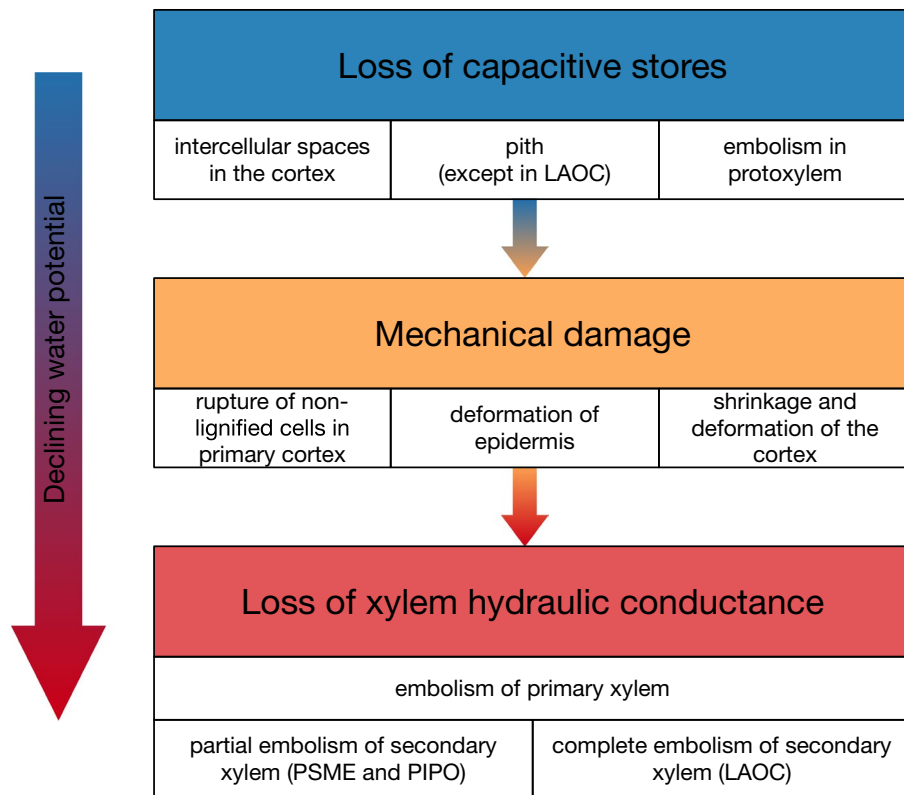 Declining water potential
Loss of capacitive stores
intercellular spaces
in the cortex
pith
(except in LAOC)
embolism in
protoxylem
Mechanical damage
rupture of non-
lignified cells in
primary cortex
deformation of
epidermis
shrinkage and
deformation of the
cortex
Loss of xylem hydraulic conductance
embolism of primary xylem
partial embolism of secondary
xylem (PSME and PIPO)
complete embolism of secondary
xylem (LAOC)